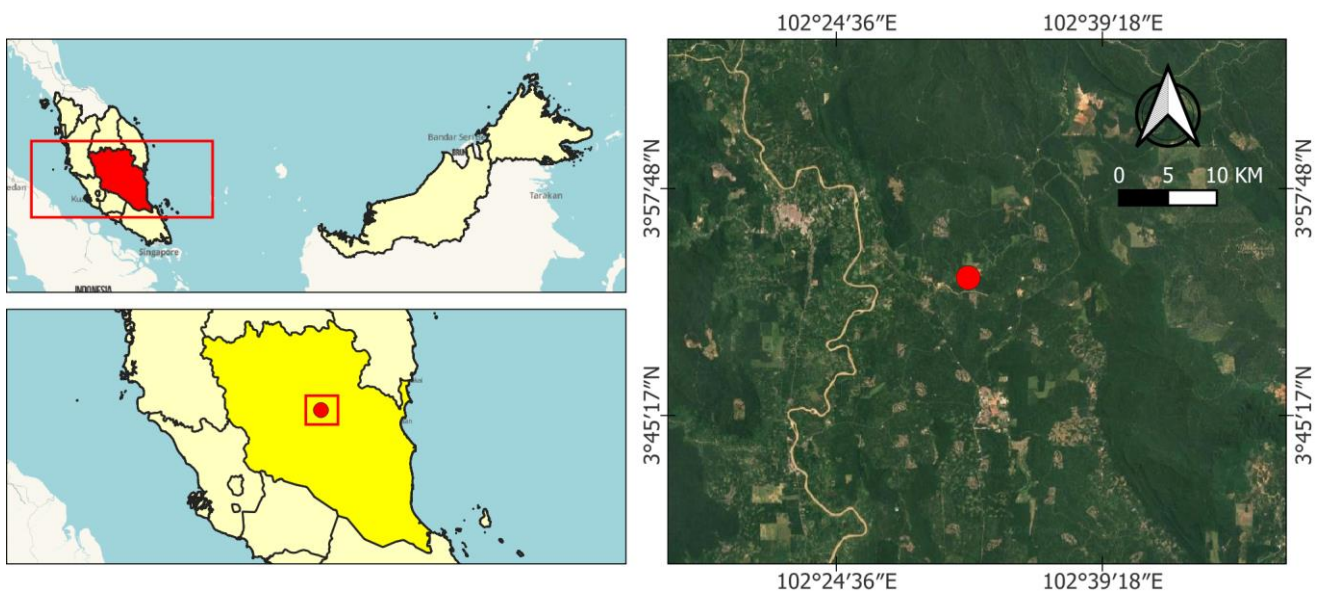 102°24′36″E 102°39′18″E
Bandar Seri
Tarakan
Singapore
INDONESIA
3°57′48″N 3°57′48″N
0 5 10 KM
3°45′17″N 3°45′17″N
102°24′36″E 102°39′18″E